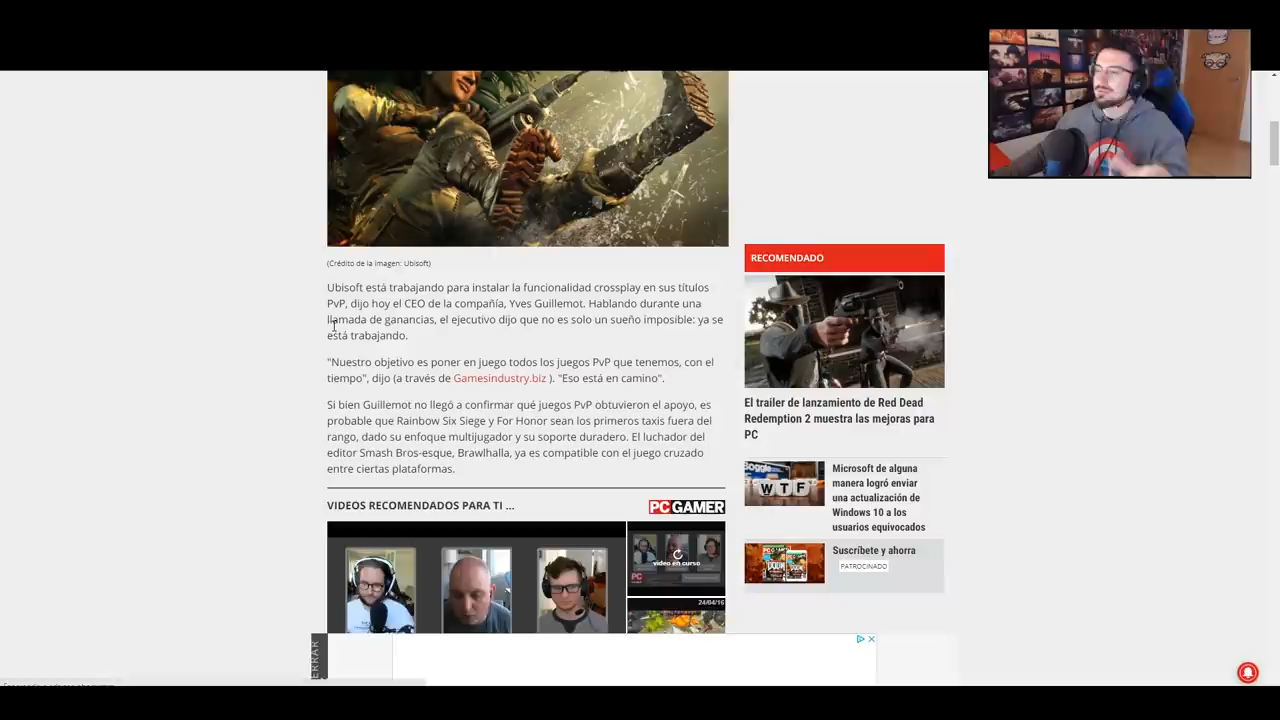 (Crédito de la imagen: Ubisoft)
Ubisoft está trabajando para instalar la funcionalidad crossplay en sus títulos
PvP, dijo hoy el CEO de la compañía, Yves Guillemot. Hablando durante una
llamada de ganancias, el ejecutivo dijo que no es solo un sueño imposible: ya se
está trabajando.
"Nuestro objetivo es poner en juego todos los juegos PvP que tenemos, con el
tiempo", dijo (a través de Gamesindustry.biz ). "Eso está en camino".
Si bien Guillemot no llegó a confirmar qué juegos PvP obtuvieron el apoyo, es
probable que Rainbow Six Siege y For Honor sean los primeros taxis fuera del
rango, dado su enfoque multijugador y su soporte duradero. El luchador del
editor Smash Bros-esque, Brawlhalla, ya es compatible con el juego cruzado
entre ciertas plataformas.
VIDEOS RECOMENDADOS PARA TI ...
PC GAMER
video en curso
24/04/16
RECOMENDADO
El trailer de lanzamiento de Red Dead
Redemption 2 muestra las mejoras para
PC
Boggle
WTF
Microsoft de alguna
manera logró enviar
una actualización de
Windows 10 a los
usuarios equivocados
Suscríbete y ahorra
PATROCINADO
ERRAR